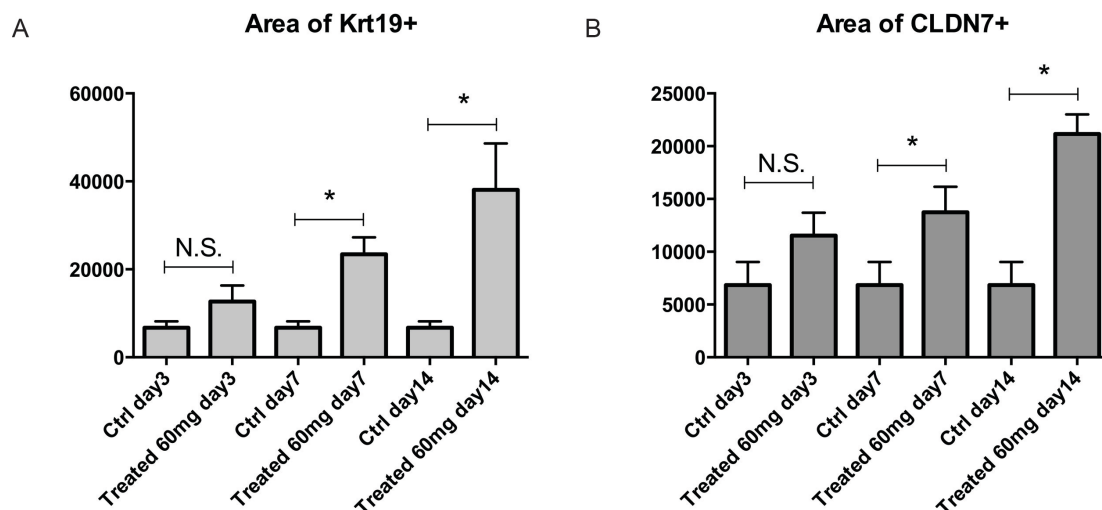 A
Area of Krt19+
60000
40000
20000
0
N.S.
*
*
Ctrl day3
Treated 60mg day3
Ctrl day7
Treated 60mg day7
Ctrl day14
Treated 60mg day14
B
Area of CLDN7+
25000
20000
15000
10000
5000
0
N.S.
*
*
Ctrl day3
Treated 60mg day3
Ctrl day7
Treated 60mg day7
Ctrl day14
Treated 60mg day14